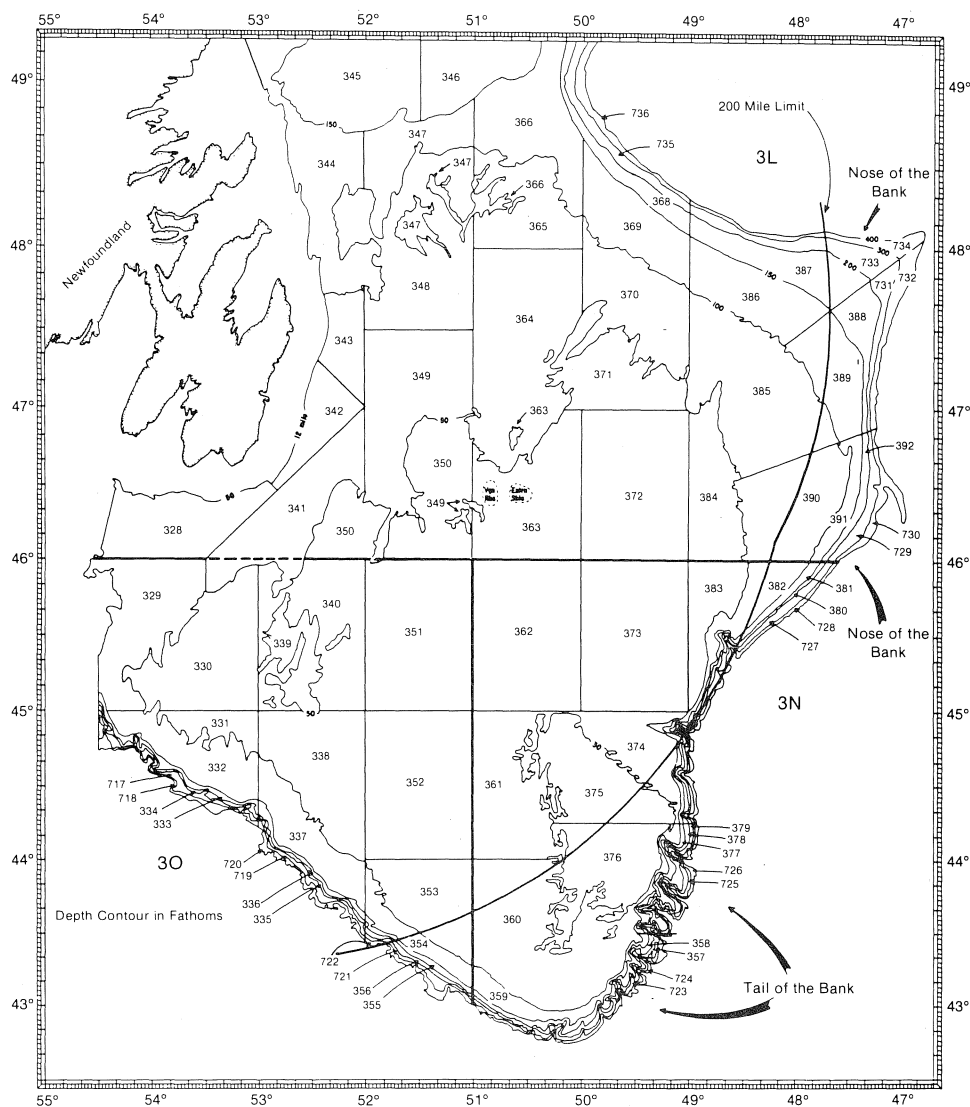 55° 54° 53° 52° 51° 50° 49° 48° 47°
49° 345 346 49°
366 736 200 Mile Limit
150 347 735 3L
344 347 366 Nose of the
Bank
368
347 365 369 400
48° 300 734 48°
Newfoundland 200 733 732
150 387 731
348 370 386 388
364 100
343
349 371 385 389
342 363
47° 12 mile 50 47°
350 392
349 372 384 390
50 341 350 363 391
328 730
729
46° 46°
329 340 383 382 381
380
339 351 362 373 728
330 727 Nose of the
Bank
45° 50 45°
331 3N
338 50 374
332 352 361 375
717
718
334
333 379
337 378
44° 377 44°
720 376 726
3O 719 725
336 353
Depth Contour in Fathoms 335 360
354 358
722 357
721 724
356 359 723 Tail of the Bank
43° 355 43°
55° 54° 53° 52° 51° 50° 49° 48° 47°